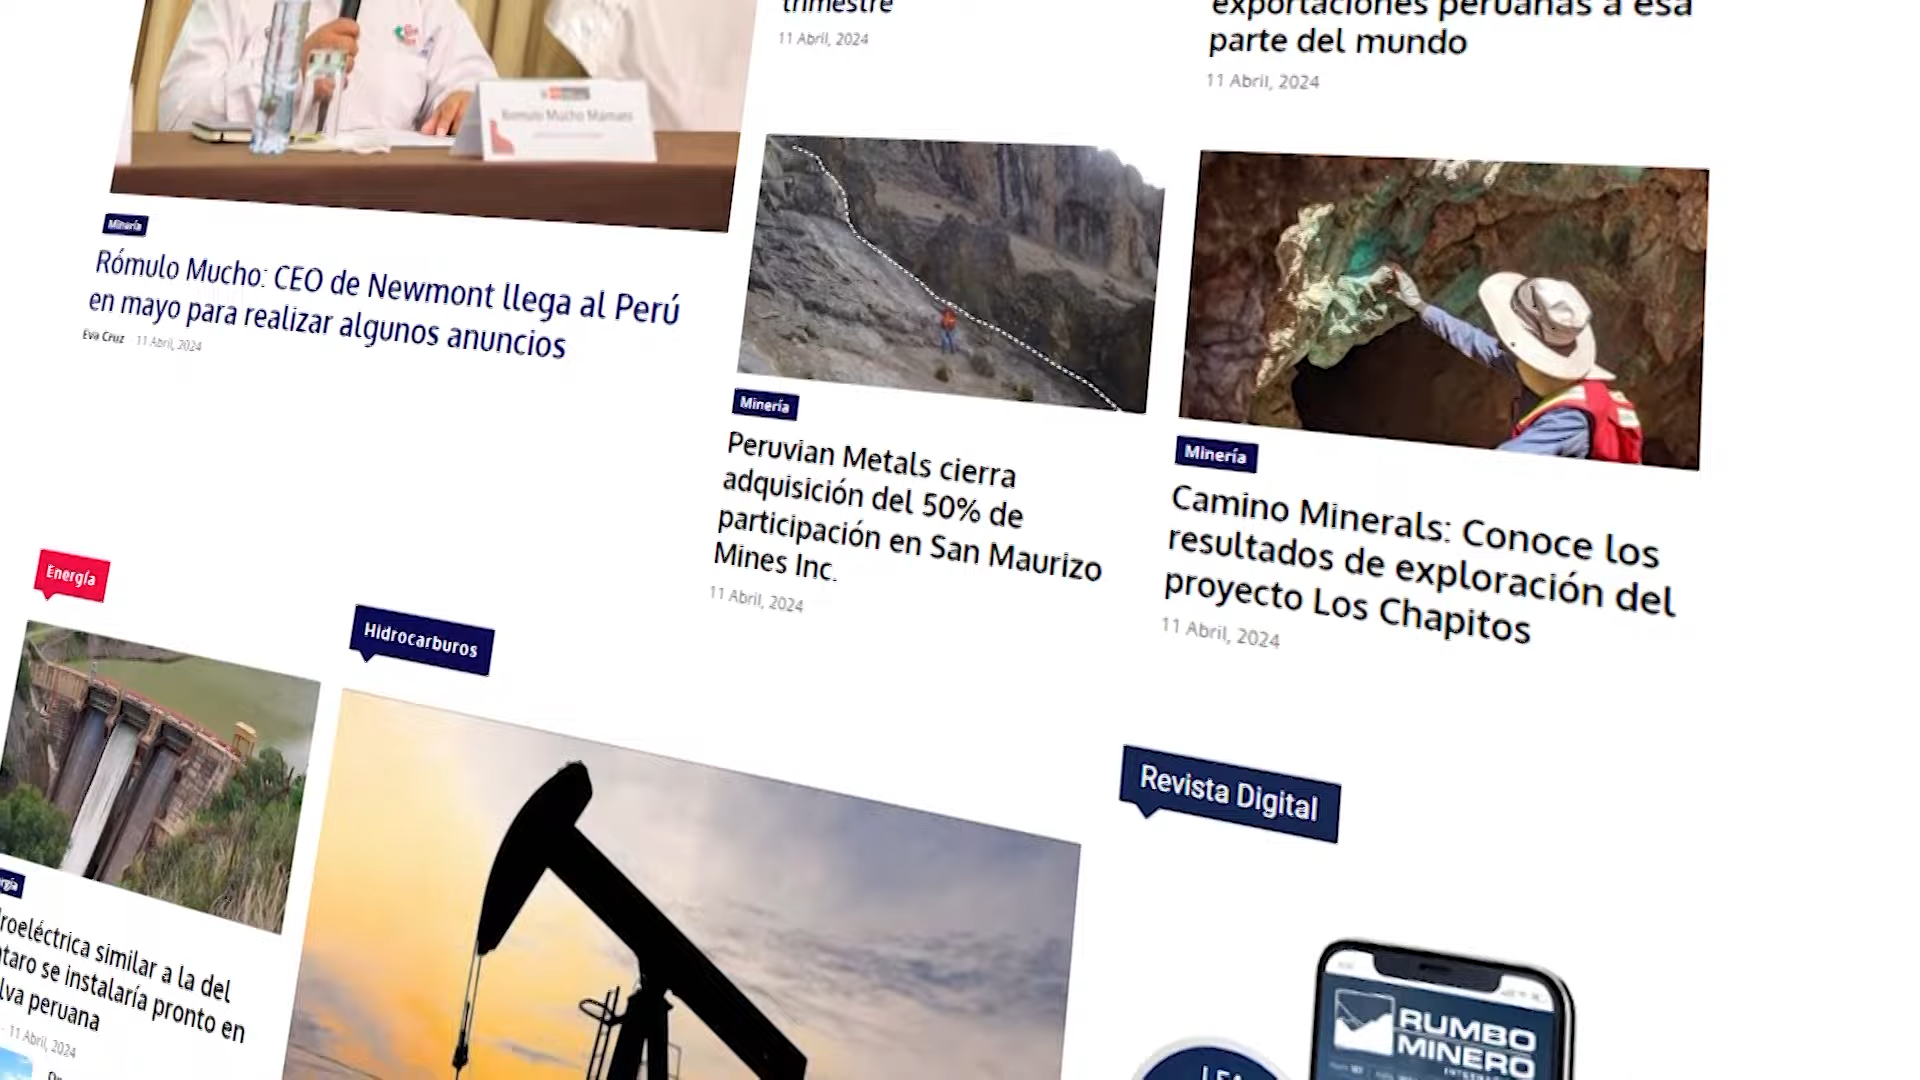 trimestre
11 Abril, 2024
exportaciones peruanas a esa
parte del mundo
11 Abril, 2024
Rómulo Mucho Mámani
Minería
Rómulo Mucho: CEO de Newmont llega al Perú
en mayo para realizar algunos anuncios
Eva Cruz - 11 Abril, 2024
Minería
Peruvian Metals cierra
adquisición del 50% de
participación en San Maurizo
Mines Inc.
11 Abril, 2024
Minería
Camino Minerals: Conoce los
resultados de exploración del
proyecto Los Chapitos
11 Abril, 2024
Energía
Hidrocarburos
Revista Digital
similar a la del
se instalaría pronto en
peruana
- 11 Abril, 2024
RUMBO
MINERO